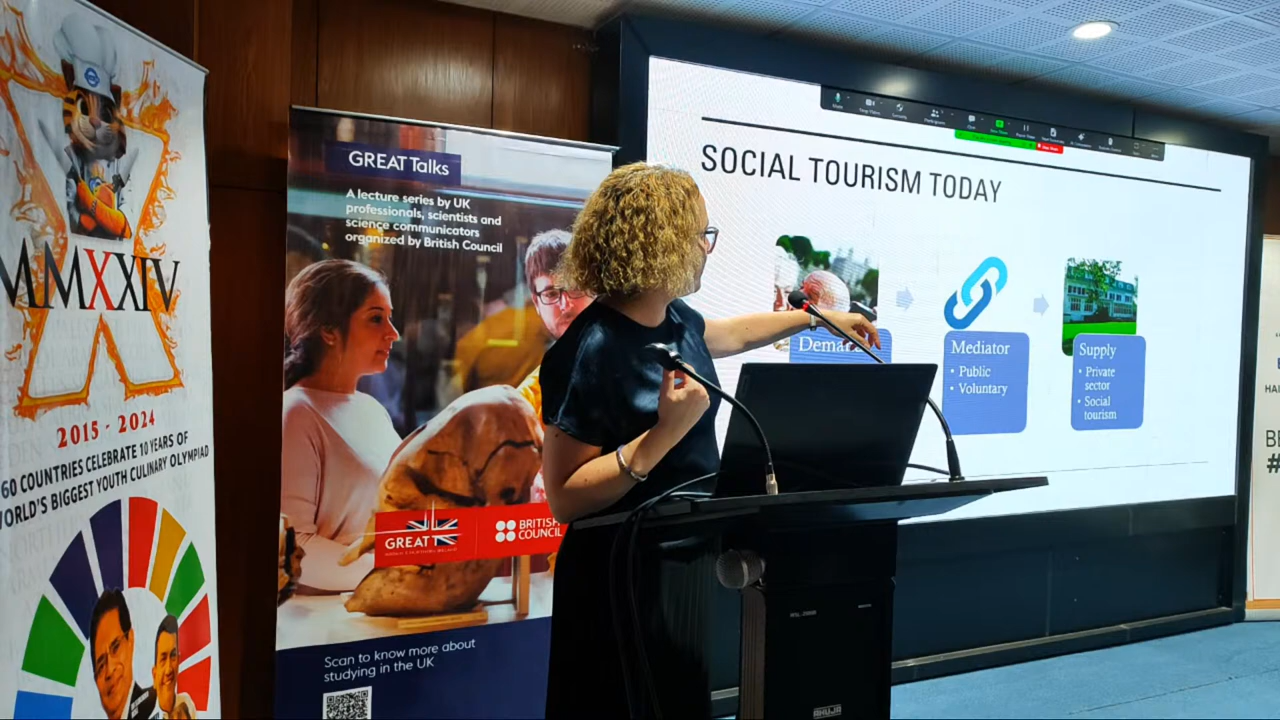 MMXXIV
2015 - 2024
60 COUNTRIES CELEBRATE 10 YEARS OF
WORLD'S BIGGEST YOUTH CULINARY OLYMPIAD
GREAT Talks
A lecture series by UK
professionals, scientists and
science communicators
organized by British Council
GREAT
BRITISH
COUNCIL
Scan to know more about
studying in the UK
SOCIAL TOURISM TODAY
Demand
Mediator
• Public
• Voluntary
Supply
• Private
sector
• Social
tourism
AHUJA